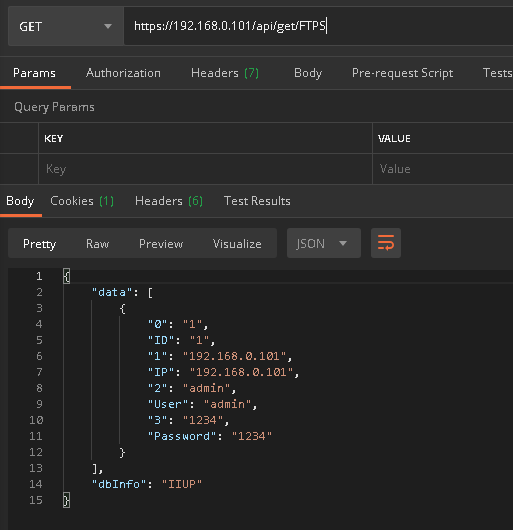 GET https://192.168.0.101/api/get/FTPS
Params Authorization Headers (7) Body Pre-request Script Tests
Query Params
KEY VALUE
Key Value
Body Cookies (1) Headers (6) Test Results
Pretty Raw Preview Visualize JSON
1 {
2 "data": [
3 {
4 "0": "1",
5 "ID": "1",
6 "1": "192.168.0.101",
7 "IP": "192.168.0.101",
8 "2": "admin",
9 "User": "admin",
10 "3": "1234",
11 "Password": "1234"
12 }
13 ],
14 "dbInfo": "IIUP"
15 }